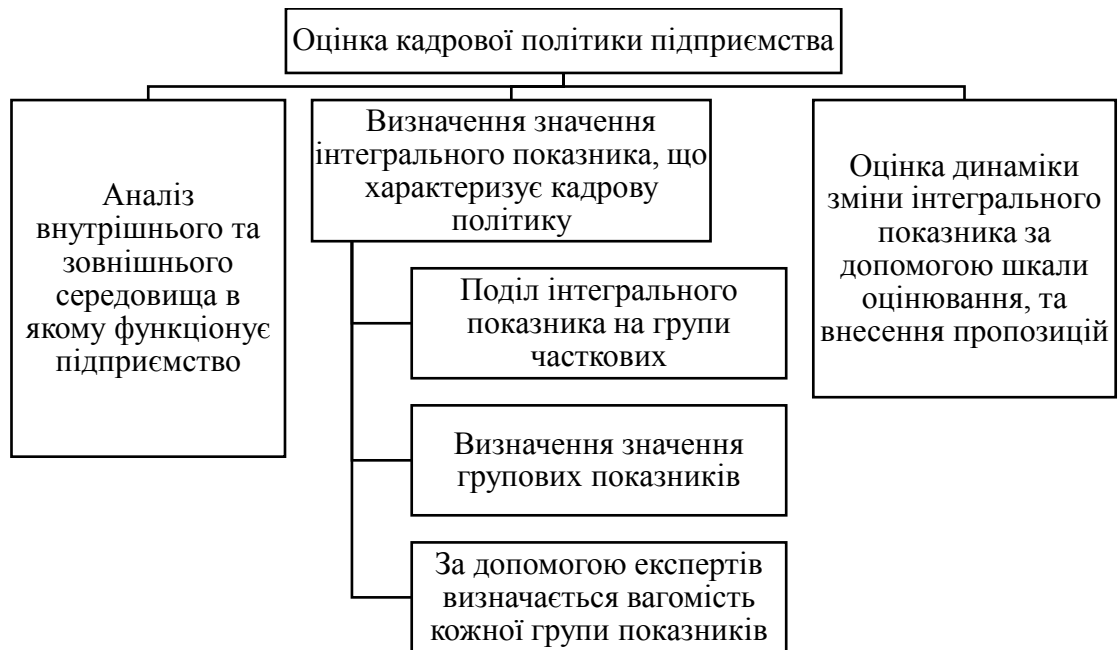 Оцінка кадрової політики підприємства
Аналіз
внутрішнього та
зовнішнього
середовища в
якому функціонує
підприємство
Визначення значення
інтегрального показника, що
характеризує кадрову
політику
Поділ інтегрального
показника на групи
часткових
Визначення значення
групових показників
За допомогою експертів
визначається вагомість
кожної групи показників
Оцінка динаміки
зміни інтегрального
показника за
допомогою шкали
оцінювання, та
внесення пропозицій